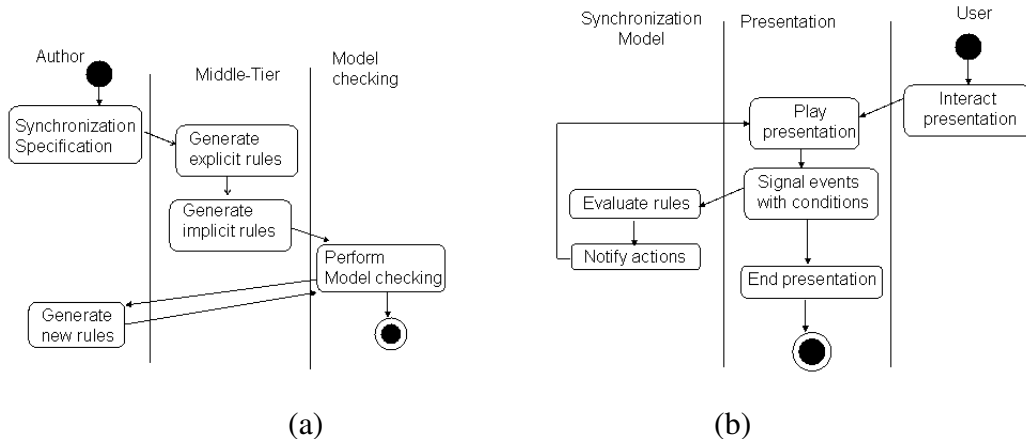 Author
Middle-Tier
Model
checking
Synchronization
Specification
Generate
explicit rules
Generate
implicit rules
Perform
Model checking
Generate
new rules
(a)
Synchronization
Model
Presentation
User
Play
presentation
Interact
presentation
Signal events
with conditions
Evaluate rules
Notify actions
End presentation
(b)